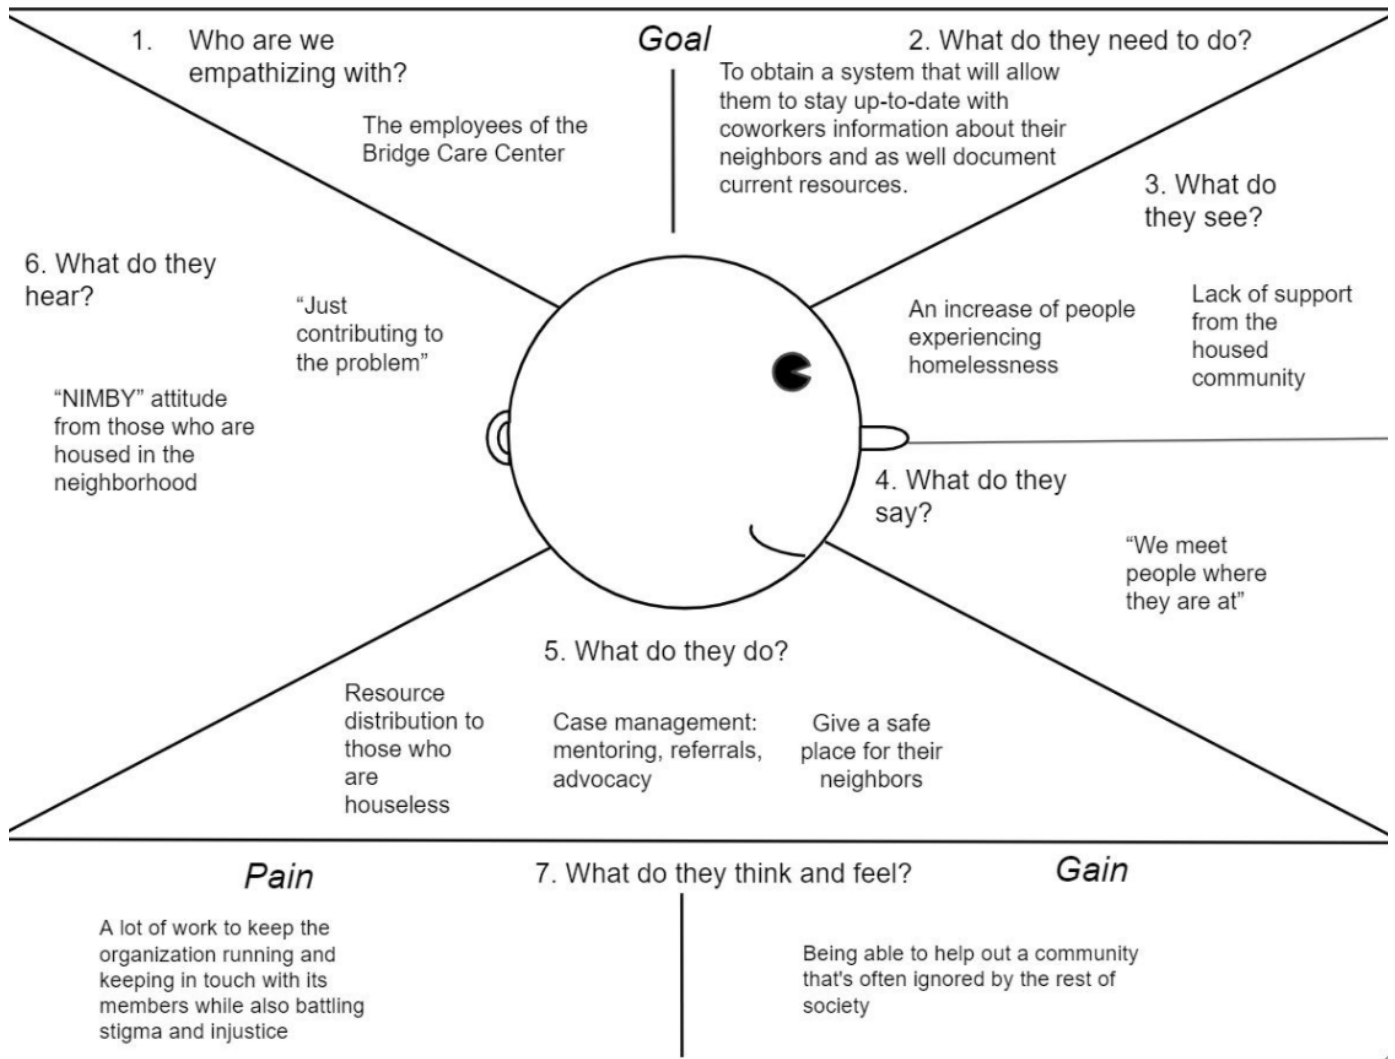 Goal
1. Who are we
empathizing with?
The employees of the
Bridge Care Center
2. What do they need to do?
To obtain a system that will allow
them to stay up-to-date with
coworkers information about their
neighbors and as well document
current resources.
3. What do
they see?
An increase of people
experiencing
homelessness
Lack of support
from the
housed
community
4. What do they
say?
“We meet
people where
they are at”
5. What do they do?
Resource
distribution to
those who
are
houseless
Case management:
mentoring, referrals,
advocacy
Give a safe
place for their
neighbors
6. What do they
hear?
“Just
contributing to
the problem”
“NIMBY” attitude
from those who are
housed in the
neighborhood
7. What do they think and feel?
Pain
A lot of work to keep the
organization running and
keeping in touch with its
members while also battling
stigma and injustice
Gain
Being able to help out a community
that's often ignored by the rest of
society